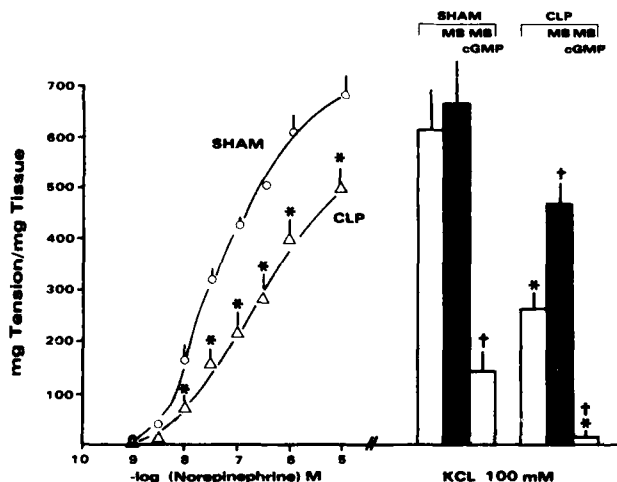 SHAM CLP
MB MB MB MB
cGMP cGMP
700
600
500
400
300
200
100
mg Tension/mg Tissue
SHAM
CLP
* * * * * * *
* † † † *
10 9 8 7 6 5
-log (Norepinephrine) M
KCL 100 mM